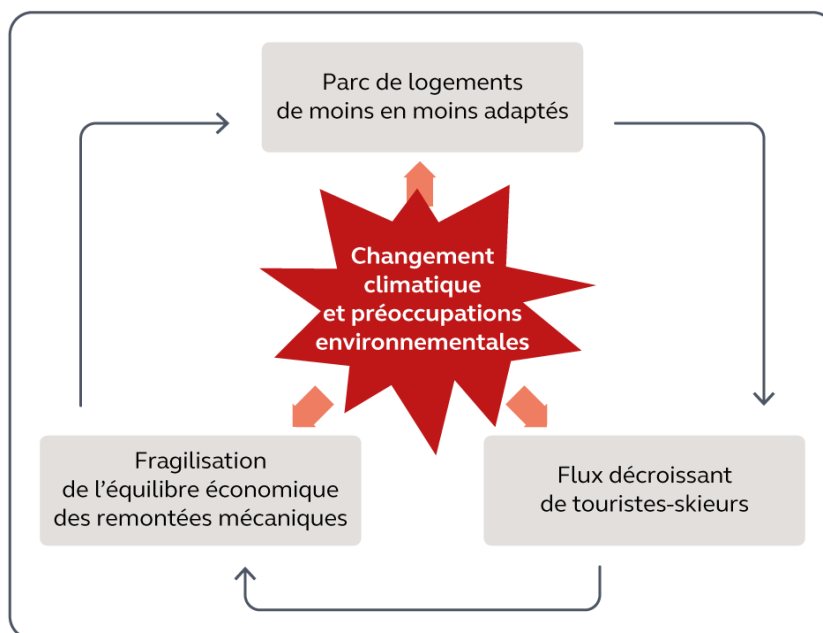 Parc de logements
de moins en moins adaptés
Changement
climatique
et préoccupations
environnementales
Fragilisation
de l’équilibre économique
des remontées mécaniques
Flux décroissant
de touristes-skieurs